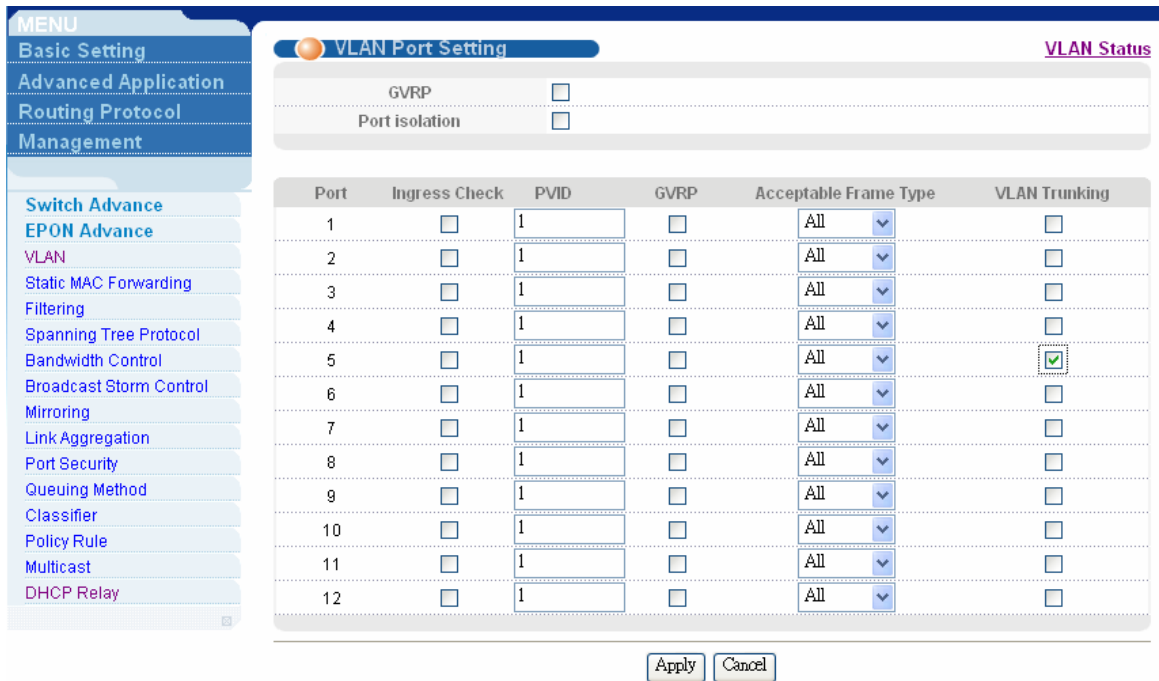 MENU
Basic Setting
Advanced Application
Routing Protocol
Management
Switch Advance
EPON Advance
VLAN
Static MAC Forwarding
Filtering
Spanning Tree Protocol
Bandwidth Control
Broadcast Storm Control
Mirroring
Link Aggregation
Port Security
Queuing Method
Classifier
Policy Rule
Multicast
DHCP Relay
VLAN Port Setting VLAN Status
GVRP
Port isolation
Port Ingress Check PVID GVRP Acceptable Frame Type VLAN Trunking
1 1 All
2 1 All
3 1 All
4 1 All
5 1 All
6 1 All
7 1 All
8 1 All
9 1 All
10 1 All
11 1 All
12 1 All
Apply Cancel